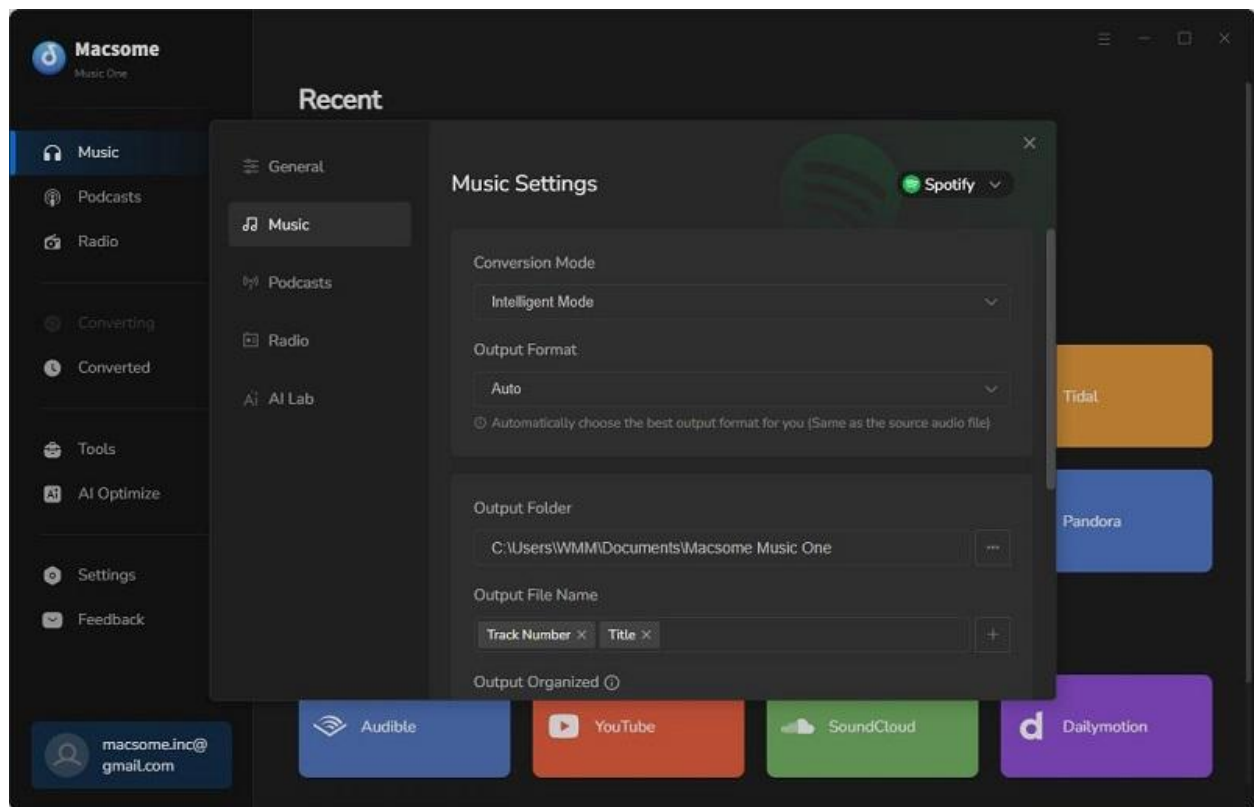 Macsome
Music One
Recent
Music
Podcasts
Radio
Converting
Converted
Tools
AI Optimize
Settings
Feedback
macsome.inc@
gmail.com
General
Music
Podcasts
Radio
Ai AI Lab
Music Settings
Spotify
Conversion Mode
Intelligent Mode
Output Format
Auto
Automatically choose the best output format for you (Same as the source audio file)
Output Folder
C:\Users\WMM\Documents\Macsome Music One
Output File Name
Track Number × Title ×
Output Organized
Tidal
Pandora
Audible
YouTube
SoundCloud
d Dailymotion